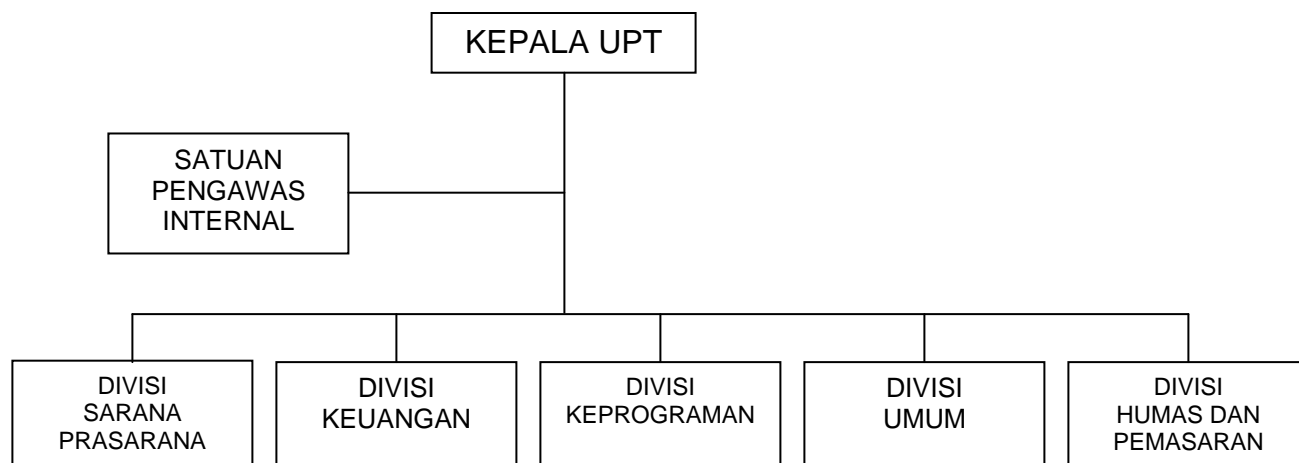 KEPALA UPT
SATUAN
PENGAWAS
INTERNAL
DIVISI
SARANA
PRASARANA
DIVISI
KEUANGAN
DIVISI
KEPROGRAMAN
DIVISI
UMUM
DIVISI
HUMAS DAN
PEMASARAN